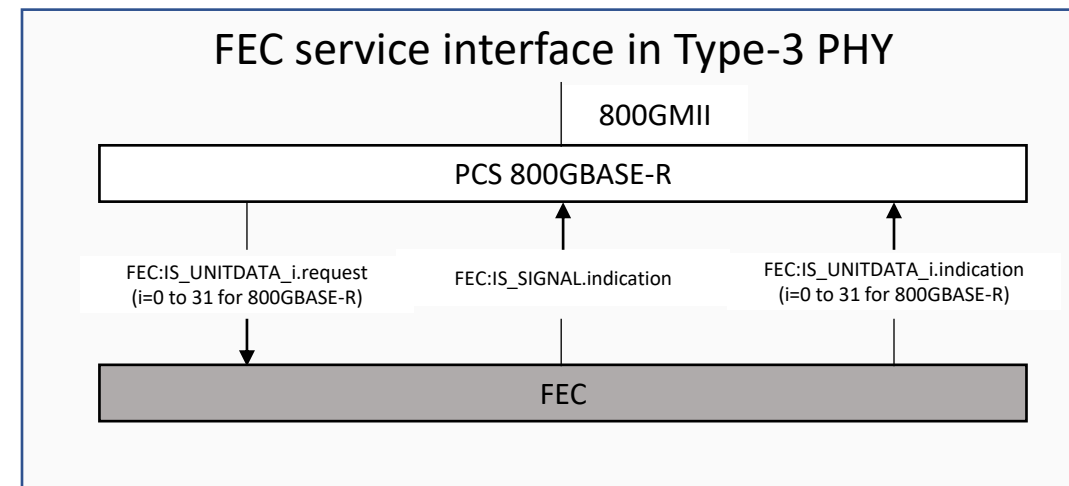 FEC service interface in Type-3 PHY
800GMII
PCS 800GBASE-R
FEC:IS_UNITDATA_i.request
(i=0 to 31 for 800GBASE-R)
FEC:IS_SIGNAL.indication
FEC:IS_UNITDATA_i.indication
(i=0 to 31 for 800GBASE-R)
FEC